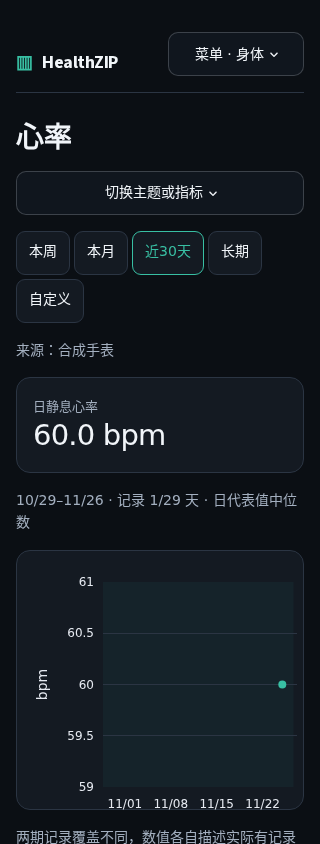 HealthZIP
菜单 · 身体
心率
切换主题或指标
本周
本月
近30天
长期
自定义
来源：合成手表
日静息心率
60.0 bpm
10/29–11/26 · 记录 1/29 天 · 日代表值中位
数
61
60.5
60
59.5
59
bpm
11/01 11/08 11/15 11/22
两期记录覆盖不同，数值各自描述实际有记录